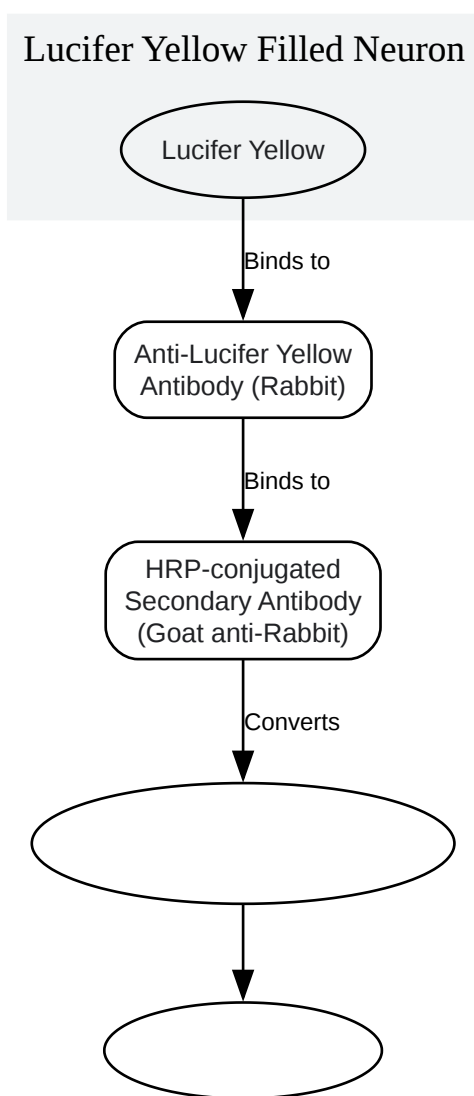 Lucifer Yellow Filled Neuron
Lucifer Yellow
Binds to
Anti-Lucifer Yellow
Antibody (Rabbit)
Binds to
HRP-conjugated
Secondary Antibody
(Goat anti-Rabbit)
Converts